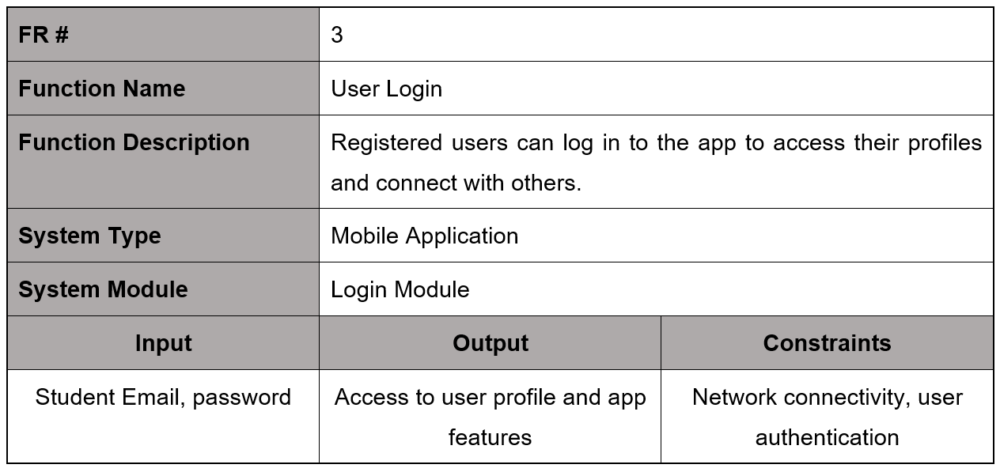 FR #
3
Function Name
User Login
Function Description
Registered users can log in to the app to access their profiles
and connect with others.
System Type
Mobile Application
System Module
Login Module
Input
Output
Constraints
Student Email, password
Access to user profile and app
features
Network connectivity, user
authentication